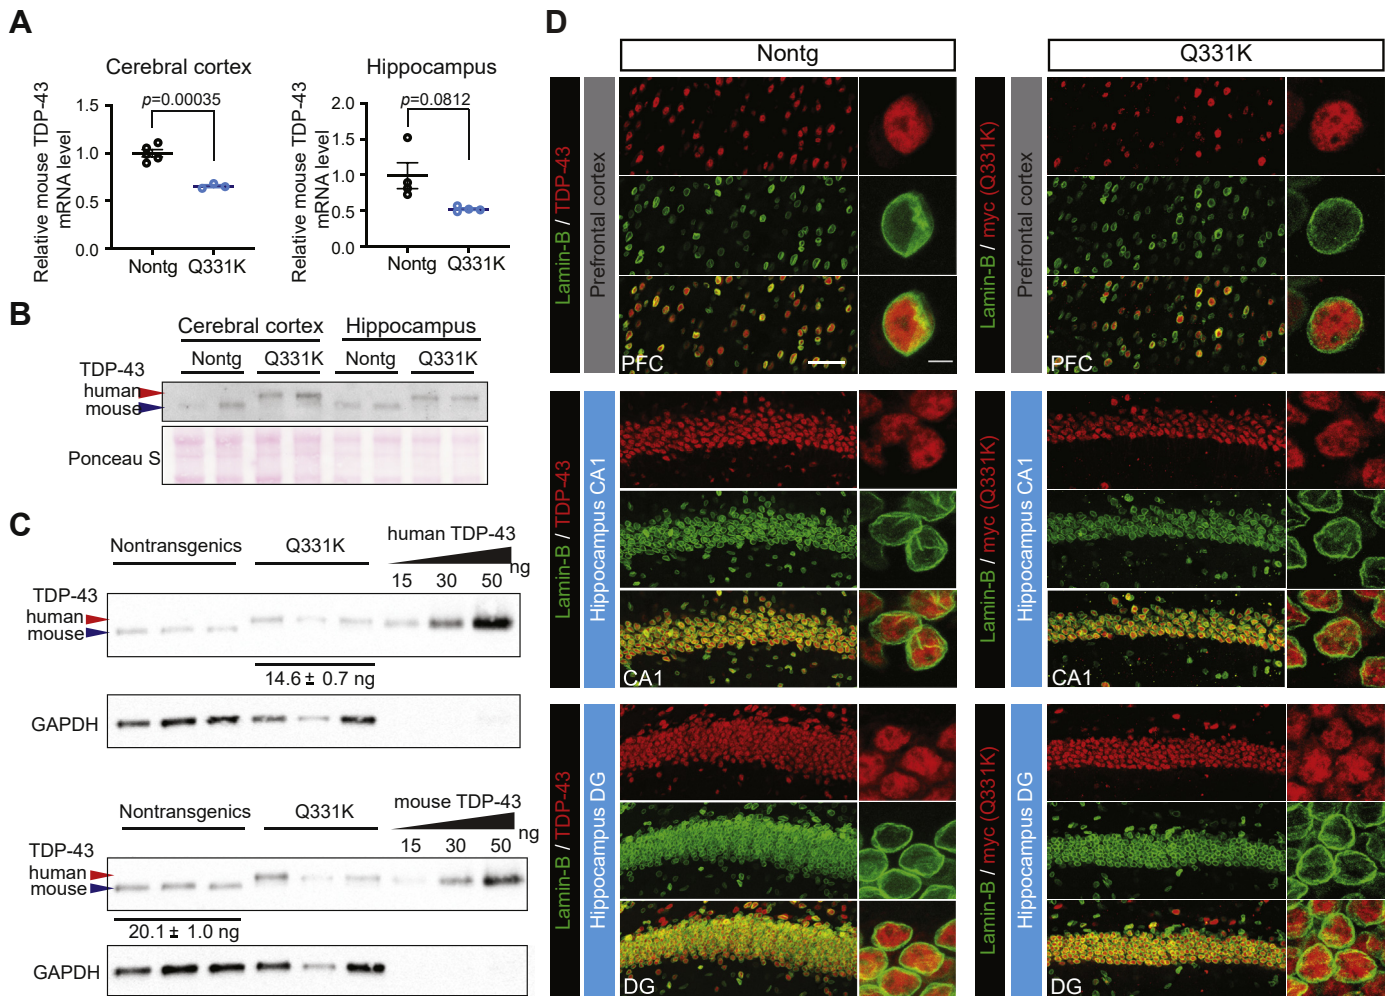 A
Cerebral cortex
Relative mouse TDP-43
mRNA level
p=0.00035
1.5
1.0
0.5
0.0
Nontg Q331K
Hippocampus
Relative mouse TDP-43
mRNA level
p=0.0812
2.0
1.5
1.0
0.5
0.0
Nontg Q331K
B
Cerebral cortex Hippocampus
Nontg Q331K Nontg Q331K
TDP-43
human
mouse
Ponceau S
C
Nontransgenics Q331K human TDP-43
15 30 50 ng
TDP-43
human
mouse
14.6 ± 0.7 ng
GAPDH
Nontransgenics Q331K mouse TDP-43
15 30 50 ng
TDP-43
human
mouse
20.1 ± 1.0 ng
GAPDH
D
Nontg
Q331K
Lamin-B / TDP-43
Prefrontal cortex
PFC
Lamin-B / myc (Q331K)
Prefrontal cortex
PFC
Lamin-B / TDP-43
Hippocampus CA1
CA1
Lamin-B / myc (Q331K)
Hippocampus CA1
CA1
Lamin-B / TDP-43
Hippocampus DG
DG
Lamin-B / myc (Q331K)
Hippocampus DG
DG